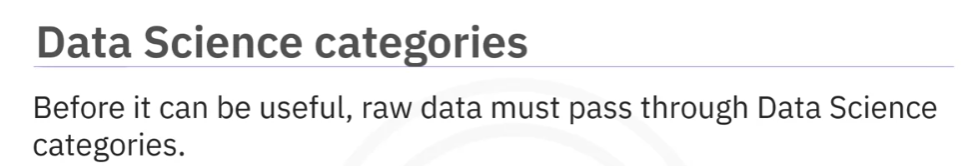 Data Science categories
Before it can be useful, raw data must pass through Data Science
categories.